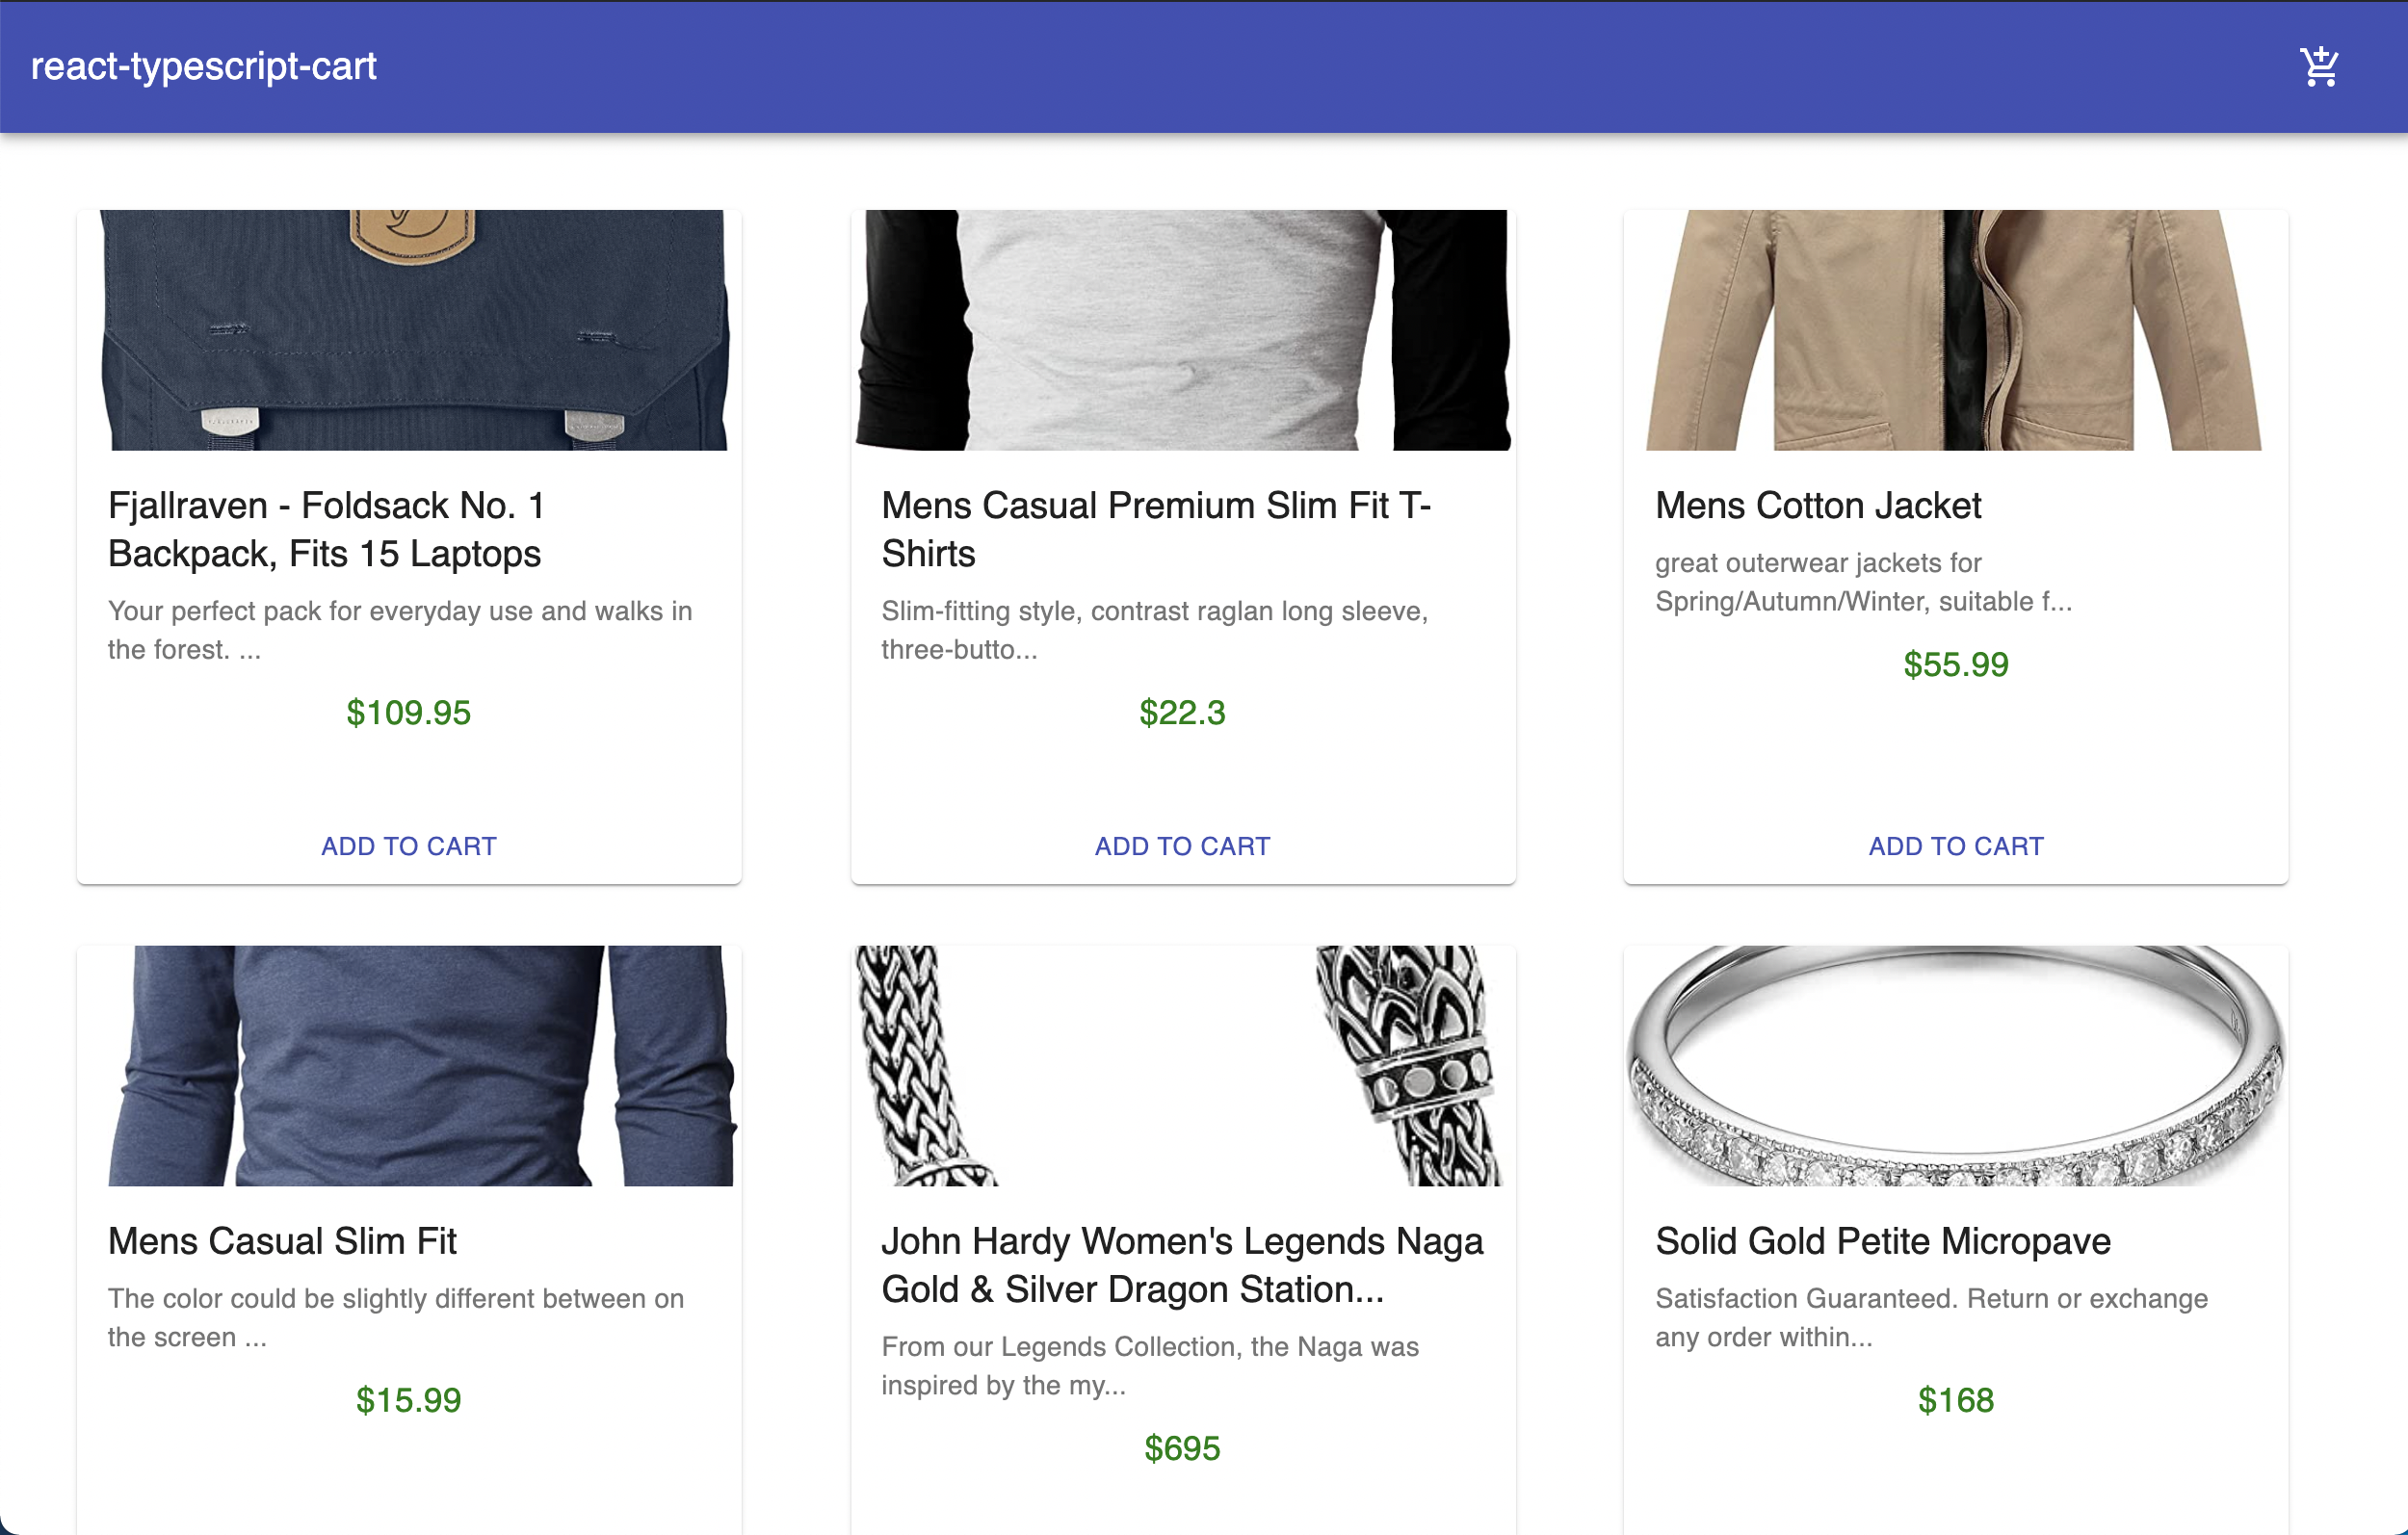 react-typescript-cart
Fjallraven - Foldsack No. 1
Backpack, Fits 15 Laptops
Your perfect pack for everyday use and walks in
the forest. ...
$109.95
ADD TO CART
Mens Casual Premium Slim Fit T-
Shirts
Slim-fitting style, contrast raglan long sleeve,
three-butto...
$22.3
ADD TO CART
Mens Cotton Jacket
great outerwear jackets for
Spring/Autumn/Winter, suitable f...
$55.99
ADD TO CART
Mens Casual Slim Fit
The color could be slightly different between on
the screen ...
$15.99
John Hardy Women's Legends Naga
Gold & Silver Dragon Station...
From our Legends Collection, the Naga was
inspired by the my...
$695
Solid Gold Petite Micropave
Satisfaction Guaranteed. Return or exchange
any order within...
$168